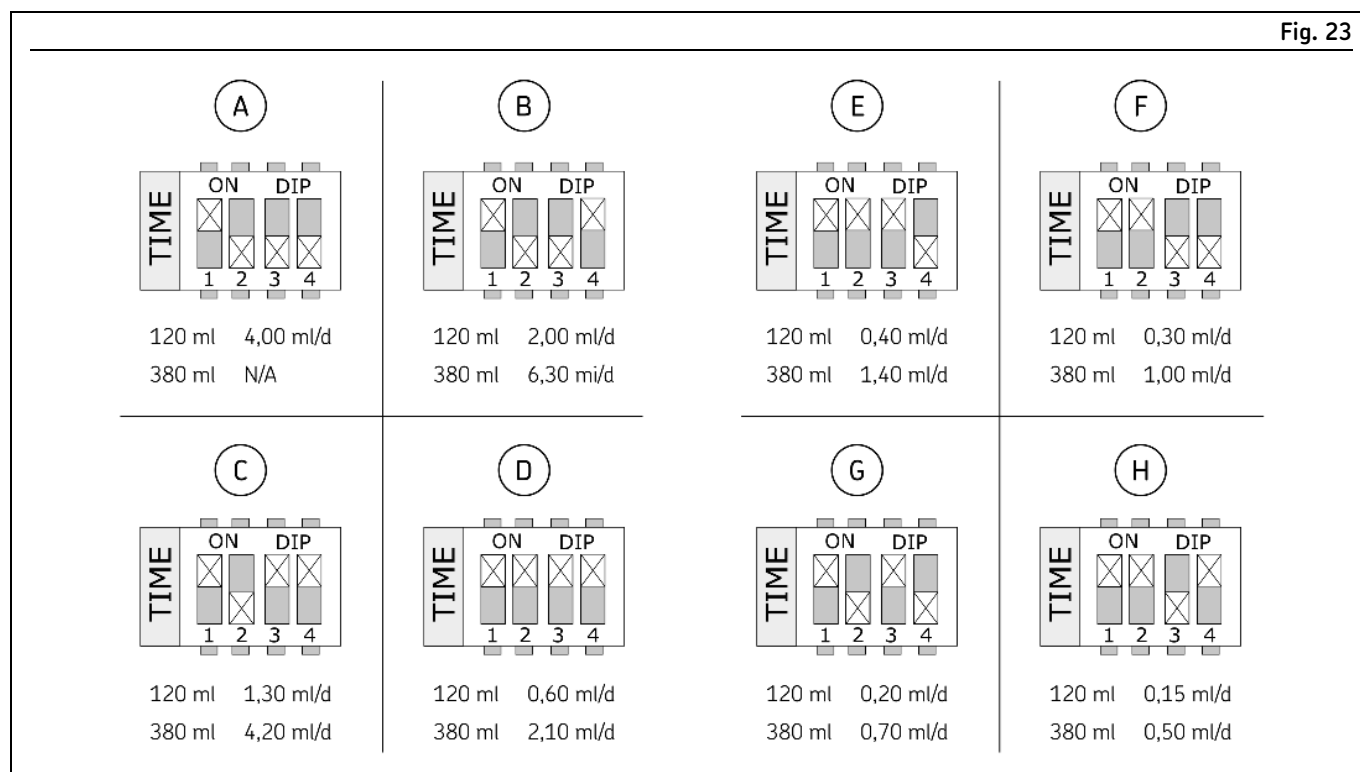 Fig. 23
A
TIME
ON DIP
1 2 3 4
120 ml 4,00 ml/d
380 ml N/A
B
TIME
ON DIP
1 2 3 4
120 ml 2,00 ml/d
380 ml 6,30 mi/d
E
TIME
ON DIP
1 2 3 4
120 ml 0,40 ml/d
380 ml 1,40 ml/d
F
TIME
ON DIP
1 2 3 4
120 ml 0,30 ml/d
380 ml 1,00 ml/d
C
TIME
ON DIP
1 2 3 4
120 ml 1,30 ml/d
380 ml 4,20 ml/d
D
TIME
ON DIP
1 2 3 4
120 ml 0,60 ml/d
380 ml 2,10 ml/d
G
TIME
ON DIP
1 2 3 4
120 ml 0,20 ml/d
380 ml 0,70 ml/d
H
TIME
ON DIP
1 2 3 4
120 ml 0,15 ml/d
380 ml 0,50 ml/d